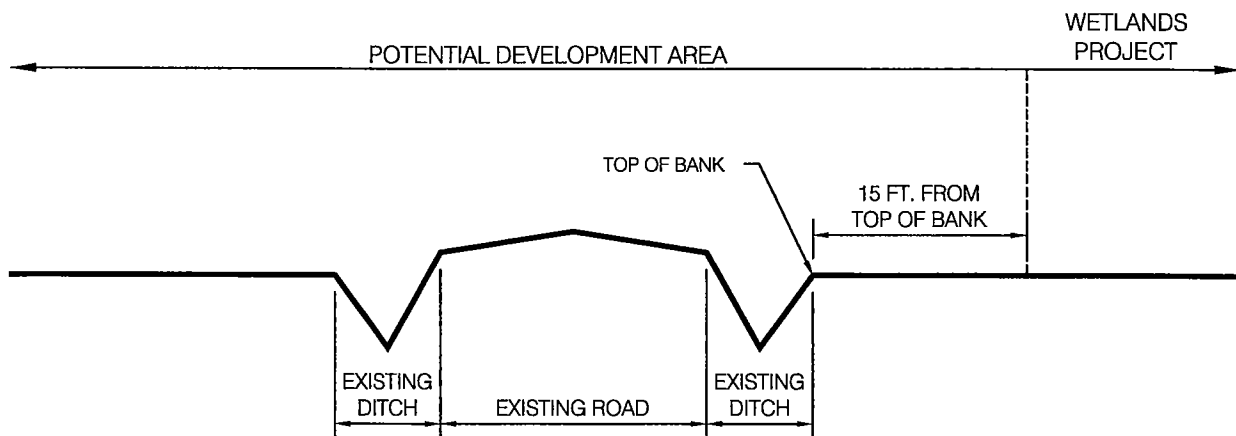 POTENTIAL DEVELOPMENT AREA
WETLANDS
PROJECT
TOP OF BANK
15 FT. FROM
TOP OF BANK
EXISTING
DITCH
EXISTING ROAD
EXISTING
DITCH